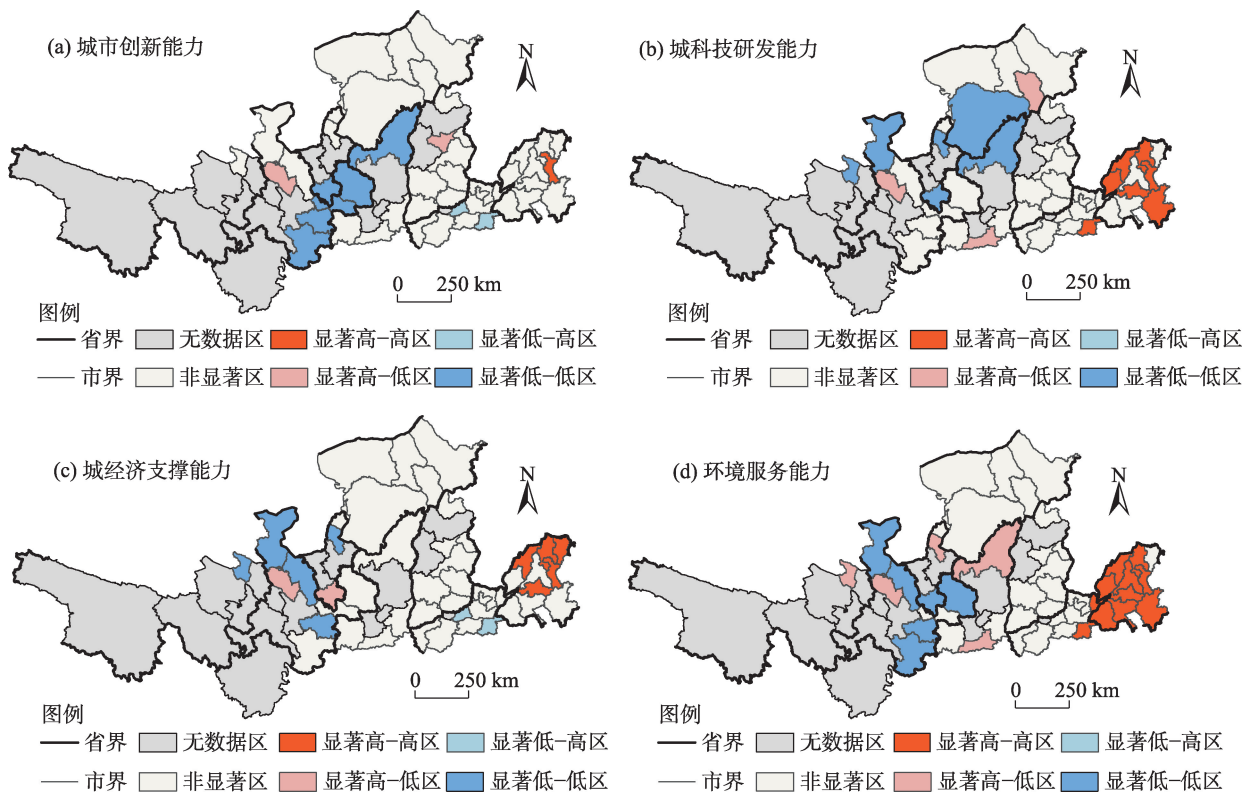 (a) 城市创新能力
N
0 250 km
图例
省界 无数据区 显著高–高区 显著低–高区
市界 非显著区 显著高–低区 显著低–低区
(b) 城科技研发能力
N
0 250 km
图例
省界 无数据区 显著高–高区 显著低–高区
市界 非显著区 显著高–低区 显著低–低区
(c) 城经济支撑能力
N
0 250 km
图例
省界 无数据区 显著高–高区 显著低–高区
市界 非显著区 显著高–低区 显著低–低区
(d) 环境服务能力
N
0 250 km
图例
省界 无数据区 显著高–高区 显著低–高区
市界 非显著区 显著高–低区 显著低–低区